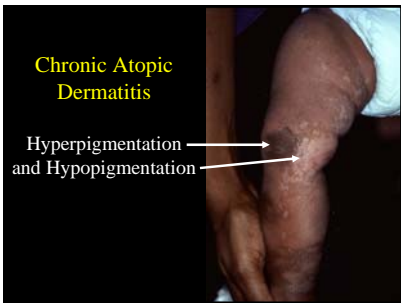 Chronic Atopic
Dermatitis
Hyperpigmentation
and Hypopigmentation